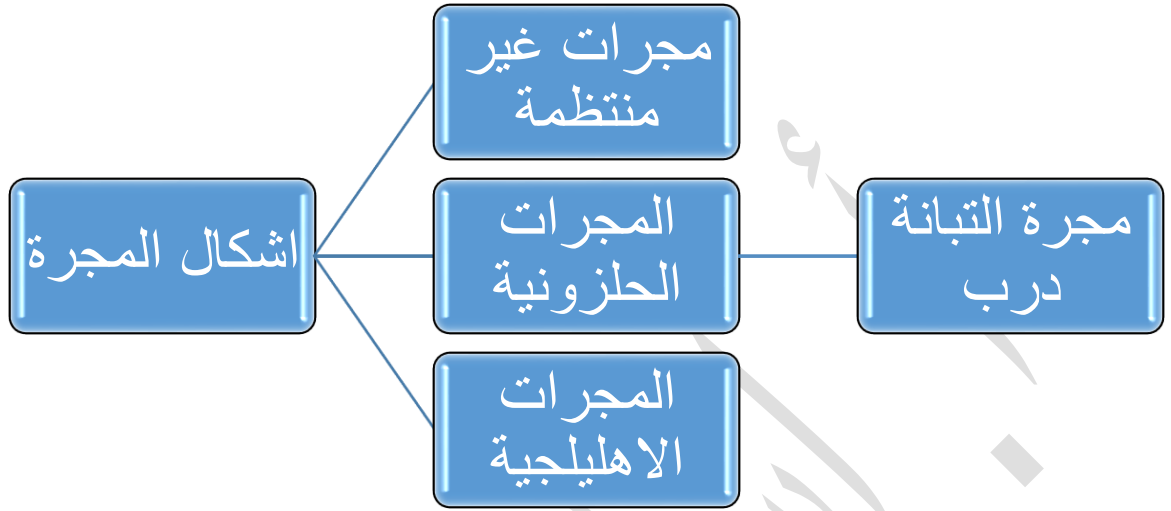 اشكال المجرة
مجرات غير
منتظمة
المجرات
الحلزونية
المجرات
الاهليلجية
مجرة التبانة
درب